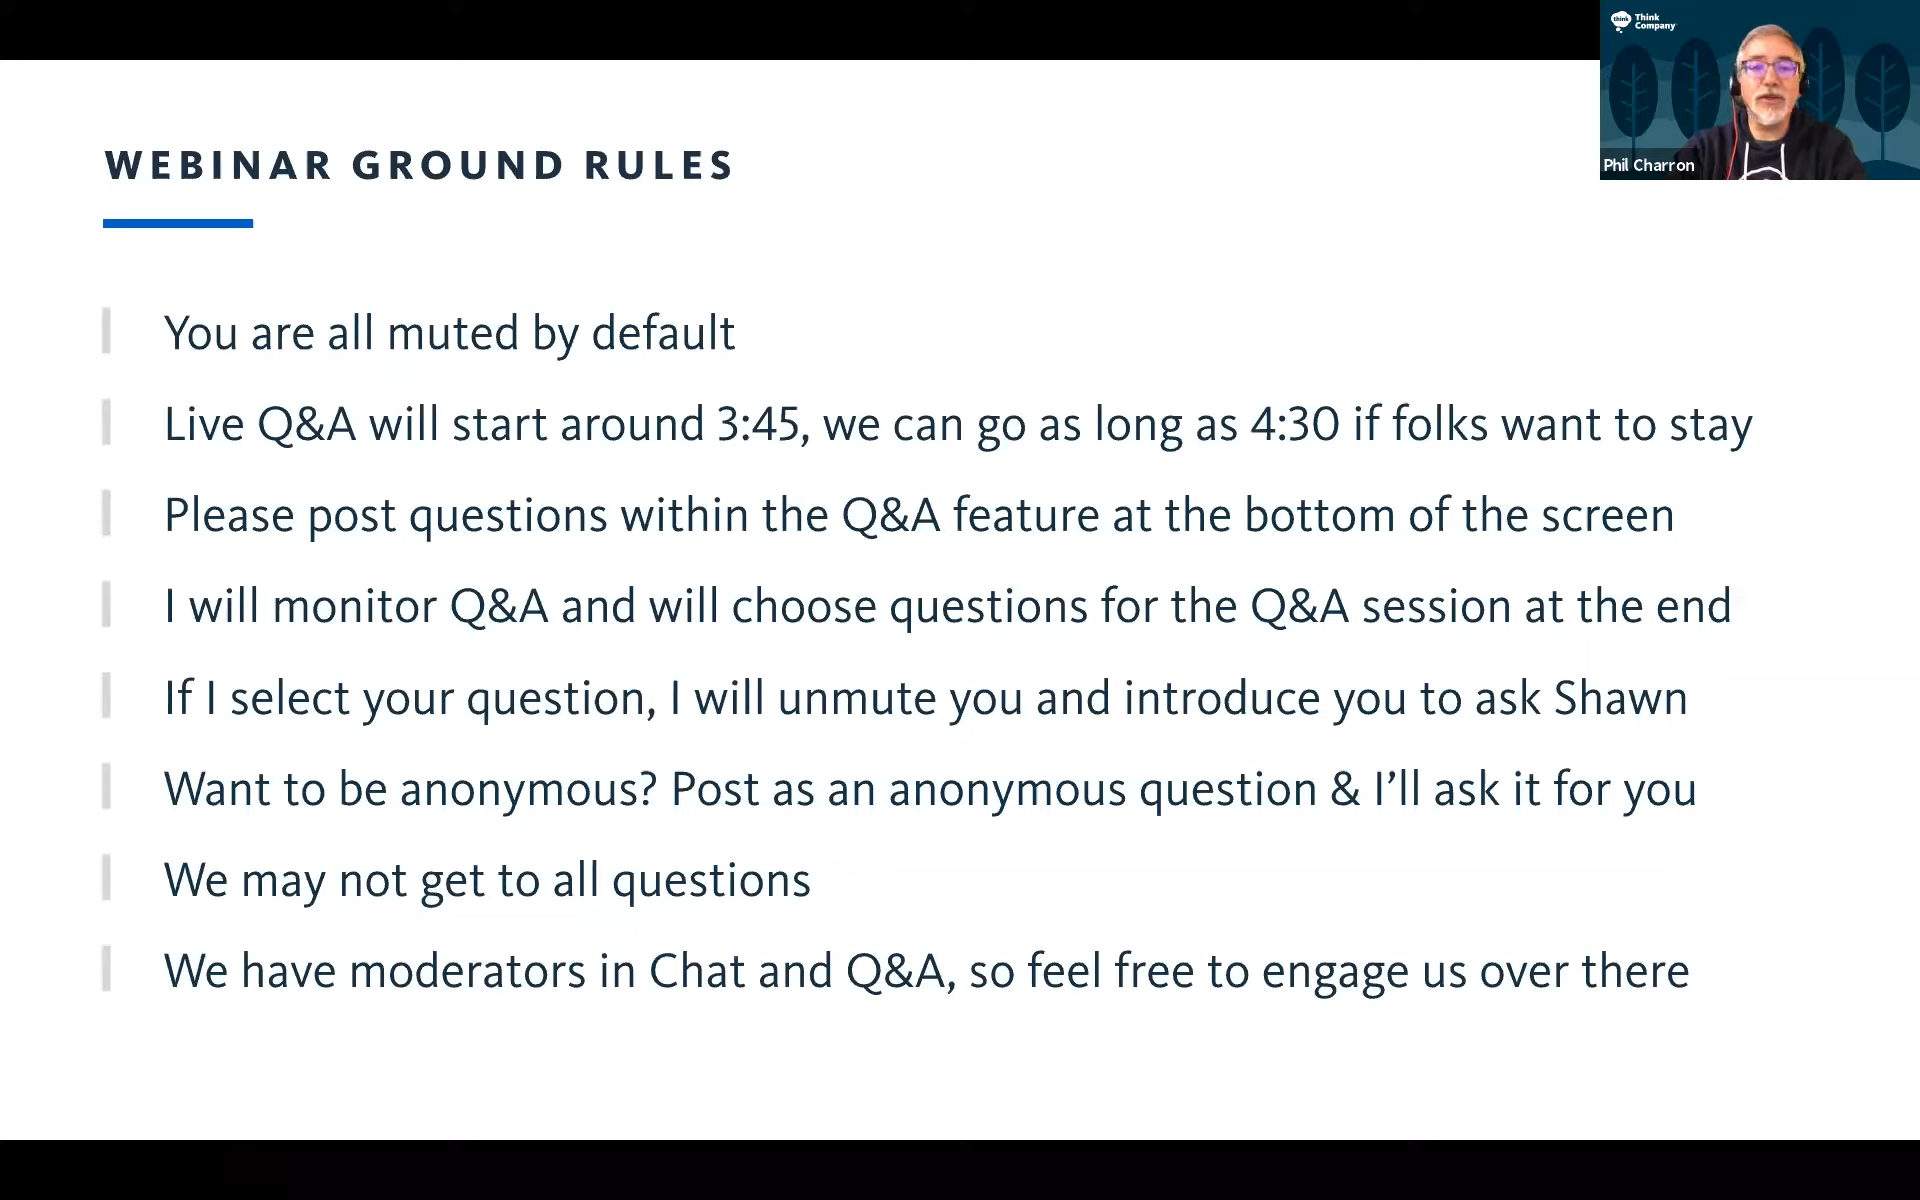 think
Think
Company
Phil Charron
WEBINAR GROUND RULES
You are all muted by default
Live Q&A will start around 3:45, we can go as long as 4:30 if folks want to stay
Please post questions within the Q&A feature at the bottom of the screen
I will monitor Q&A and will choose questions for the Q&A session at the end
If I select your question, I will unmute you and introduce you to ask Shawn
Want to be anonymous? Post as an anonymous question & I’ll ask it for you
We may not get to all questions
We have moderators in Chat and Q&A, so feel free to engage us over there